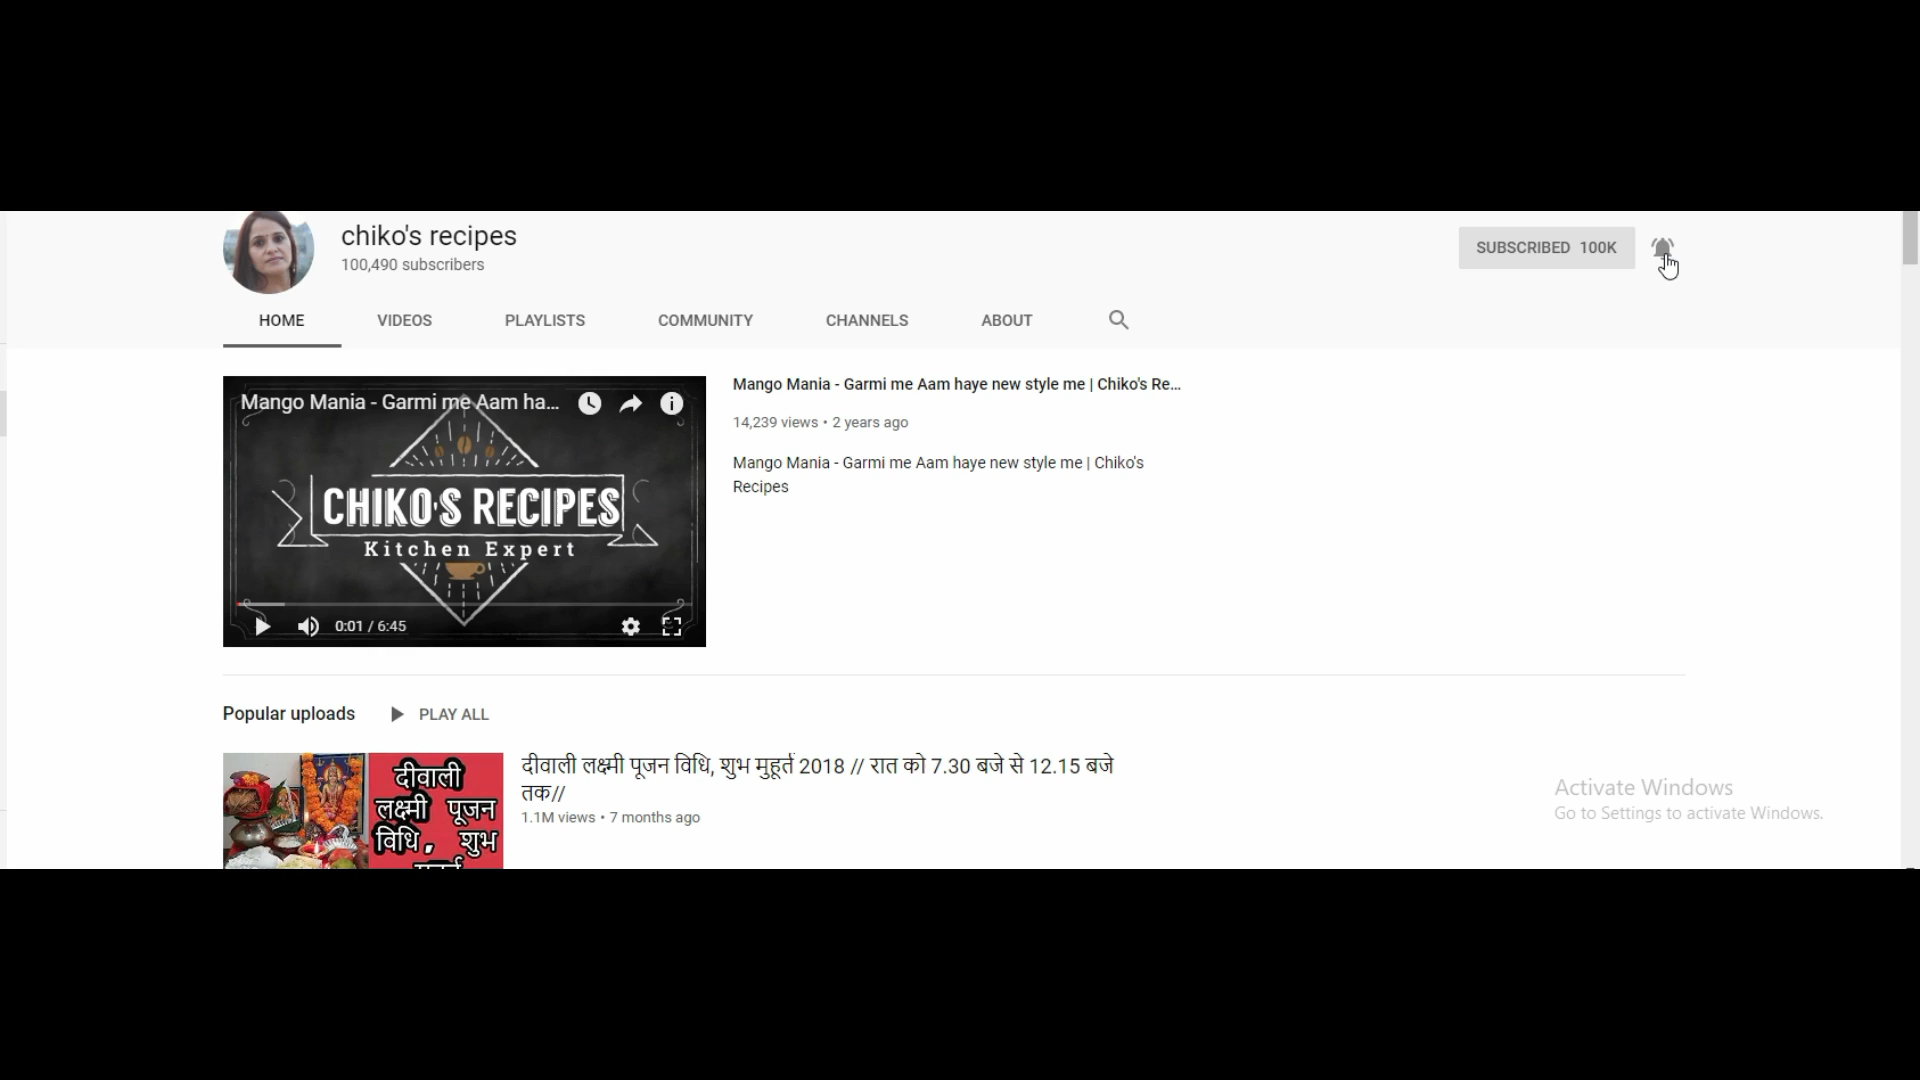 chiko's recipes
100,490 subscribers
SUBSCRIBED 100K
HOME VIDEOS PLAYLISTS COMMUNITY CHANNELS ABOUT
Mango Mania - Garmi me Aam ha...
CHIKO'S RECIPES
Kitchen Expert
0:01 / 6:45
Mango Mania - Garmi me Aam haye new style me | Chiko's Re...
14,239 views • 2 years ago
Mango Mania - Garmi me Aam haye new style me | Chiko's
Recipes
Popular uploads PLAY ALL
दीवाली
लक्ष्मी पूजन
विधि, शुभ
दीवाली लक्ष्मी पूजन विधि, शुभ मुहूर्त 2018 // रात को 7.30 बजे से 12.15 बजे
तक//
1.1M views • 7 months ago
Activate Windows
Go to Settings to activate Windows.